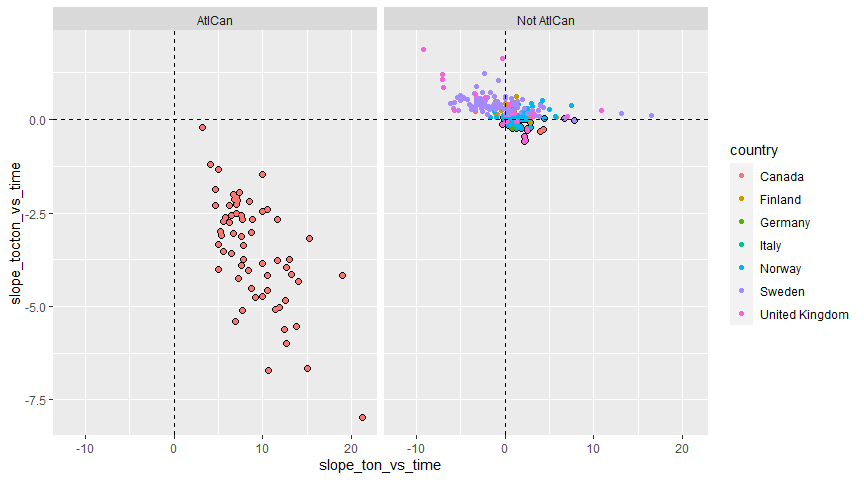 AtlCan
Not AtlCan
0.0
-2.5
-5.0
-7.5
slope_tocton_vs_time
-10
0
10
20
-10
0
10
20
slope_ton_vs_time
country
Canada
Finland
Germany
Italy
Norway
Sweden
United Kingdom